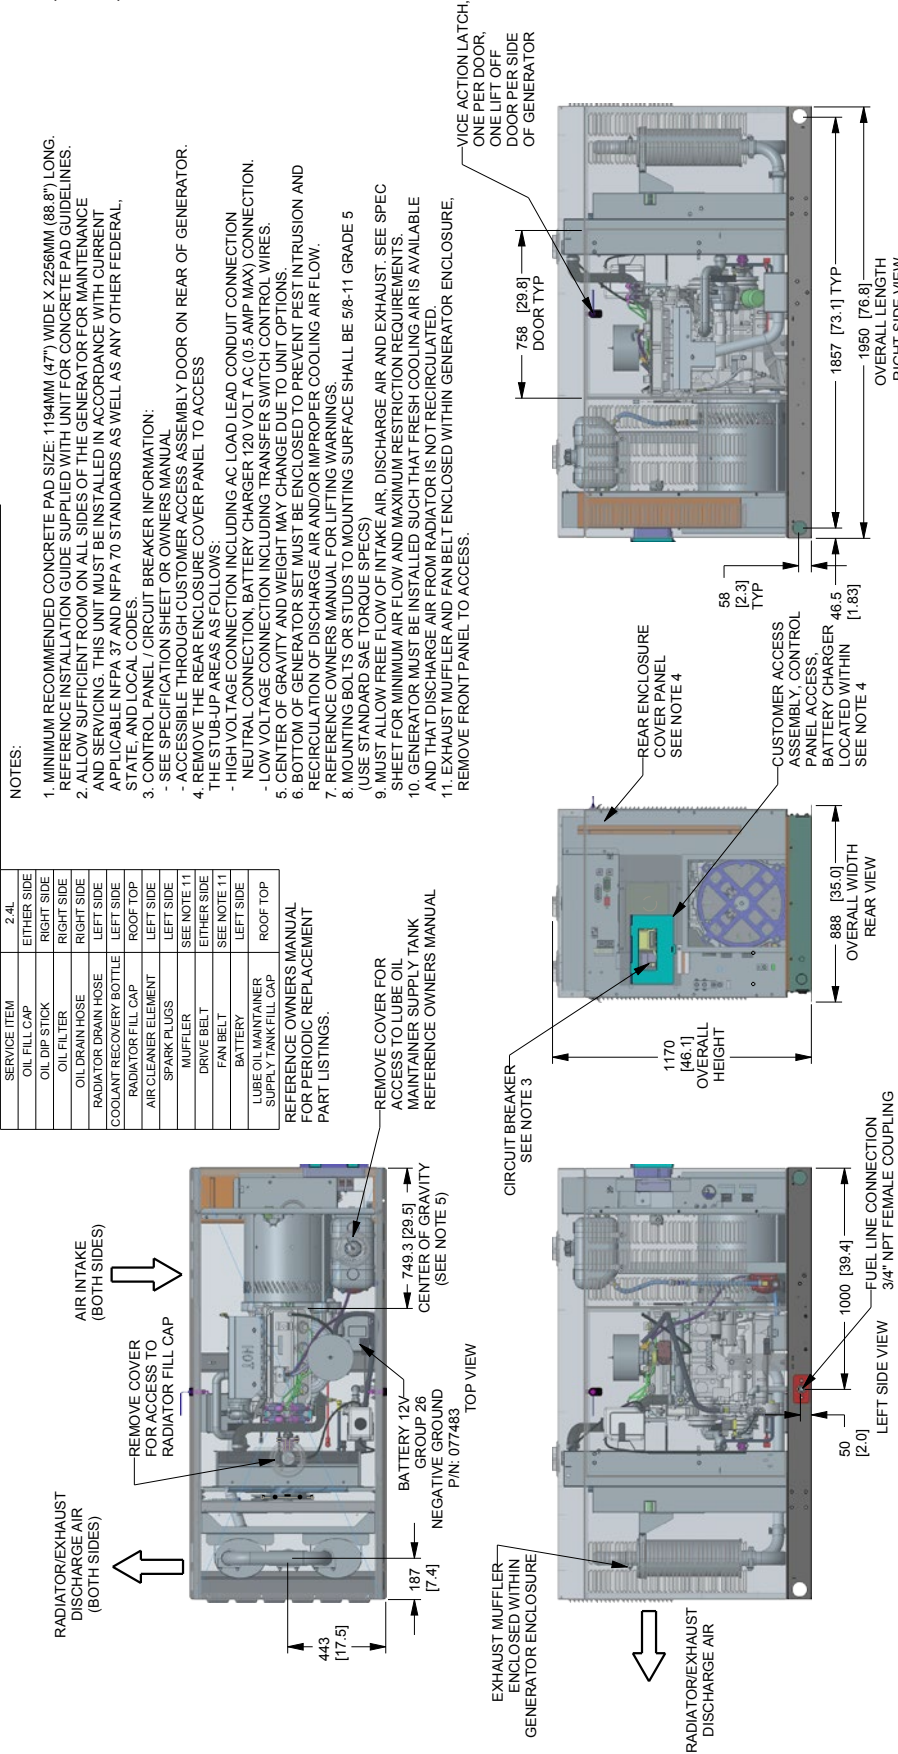 NOTES:
1. MINIMUM RECOMMENDED CONCRETE PAD SIZE: 1194MM (47") WIDE X 2256MM (88.8") LONG.
REFERENCE INSTALLATION GUIDE SUPPLIED WITH UNIT FOR CONCRETE PAD GUIDELINES.
2. ALLOW SUFFICIENT ROOM ON ALL SIDES OF THE GENERATOR FOR MAINTENANCE
AND SERVICING. THIS UNIT MUST BE INSTALLED IN ACCORDANCE WITH CURRENT
APPLICABLE NFPA 37 AND NFPA 70 STANDARDS AS WELL AS ANY OTHER FEDERAL,
STATE, AND LOCAL CODES.
3. CONTROL PANEL / CIRCUIT BREAKER INFORMATION:
- SEE SPECIFICATION SHEET OR OWNERS MANUAL
- ACCESSIBLE THROUGH CUSTOMER ACCESS ASSEMBLY DOOR ON REAR OF GENERATOR.
4. REMOVE THE REAR ENCLOSURE COVER PANEL TO ACCESS
THE STUB-UP AREAS AS FOLLOWS:
- HIGH VOLTAGE CONNECTION INCLUDING AC LOAD LEAD CONDUIT CONNECTION
NEUTRAL CONNECTION, BATTERY CHARGER 120 VOLT AC (0.5 AMP MAX) CONNECTION.
- LOW VOLTAGE CONNECTION INCLUDING TRANSFER SWITCH CONTROL WIRES.
5. CENTER OF GRAVITY AND WEIGHT MAY CHANGE DUE TO UNIT OPTIONS.
6. BOTTOM OF GENERATOR SET MUST BE ENCLOSED TO PREVENT PEST INTRUSION AND
RECIRCULATION OF DISCHARGE AIR AND/OR IMPROPER COOLING AIR FLOW.
7. REFERENCE OWNERS MANUAL FOR LIFTING WARNINGS.
8. MOUNTING BOLTS OR STUDS TO MOUNTING SURFACE SHALL BE 5/8-11 GRADE 5
(USE STANDARD SAE TORQUE SPECS)
9. MUST ALLOW FREE FLOW OF INTAKE AIR, DISCHARGE AIR AND EXHAUST. SEE SPEC
SHEET FOR MINIMUM AIR FLOW AND MAXIMUM RESTRICTION REQUIREMENTS.
10. GENERATOR MUST BE INSTALLED SUCH THAT FRESH COOLING AIR IS AVAILABLE
AND THAT DISCHARGE AIR FROM RADIATOR IS NOT RECIRCULATED.
11. EXHAUST MUFFLER AND FAN BELT ENCLOSED WITHIN GENERATOR ENCLOSURE,
REMOVE FRONT PANEL TO ACCESS.
SERVICE ITEM 2.4L
OIL FILL CAP EITHER SIDE
OIL DIP STICK RIGHT SIDE
OIL FILTER RIGHT SIDE
OIL DRAIN HOSE RIGHT SIDE
RADIATOR DRAIN HOSE LEFT SIDE
COOLANT RECOVERY BOTTLE LEFT SIDE
RADIATOR FILL CAP ROOF TOP
AIR CLEANER ELEMENT LEFT SIDE
SPARK PLUGS LEFT SIDE
MUFFLER SEE NOTE 11
DRIVE BELT EITHER SIDE
FAN BELT SEE NOTE 11
BATTERY LEFT SIDE
LUBE OIL MAINTAINER
SUPPLY TANK FILL CAP ROOF TOP
REFERENCE OWNERS MANUAL
FOR PERIODIC REPLACEMENT
PART LISTINGS.
RADIATOR/EXHAUST
DISCHARGE AIR
(BOTH SIDES)
REMOVE COVER
FOR ACCESS TO
RADIATOR FILL CAP
AIR INTAKE
(BOTH SIDES)
HOT
REMOVE COVER FOR
ACCESS TO LUBE OIL
MAINTAINER SUPPLY TANK
REFERENCE OWNERS MANUAL
749.3 [29.5]
CENTER OF GRAVITY
(SEE NOTE 5)
443
[17.5]
187
[7.4]
BATTERY 12V
GROUP 26
NEGATIVE GROUND
P/N: 077483
TOP VIEW
EXHAUST MUFFLER
ENCLOSED WITHIN
GENERATOR ENCLOSURE
RADIATOR/EXHAUST
DISCHARGE AIR
50
[2.0]
1000 [39.4]
LEFT SIDE VIEW
FUEL LINE CONNECTION
3/4" NPT FEMALE COUPLING
CIRCUIT BREAKER
SEE NOTE 3
1170
[46.1]
OVERALL
HEIGHT
888 [35.0]
OVERALL WIDTH
REAR VIEW
REAR ENCLOSURE
COVER PANEL
SEE NOTE 4
CUSTOMER ACCESS
ASSEMBLY, CONTROL
PANEL ACCESS,
BATTERY CHARGER
LOCATED WITHIN
SEE NOTE 4
VICE ACTION LATCH,
ONE PER DOOR,
ONE LIFT OFF
DOOR PER SIDE
OF GENERATOR
758 [29.8]
DOOR TYP
58
[2.3]
TYP
46.5
[1.83]
1857 [73.1] TYP
1950 [76.8]
OVERALL LENGTH
RIGHT SIDE VIEW